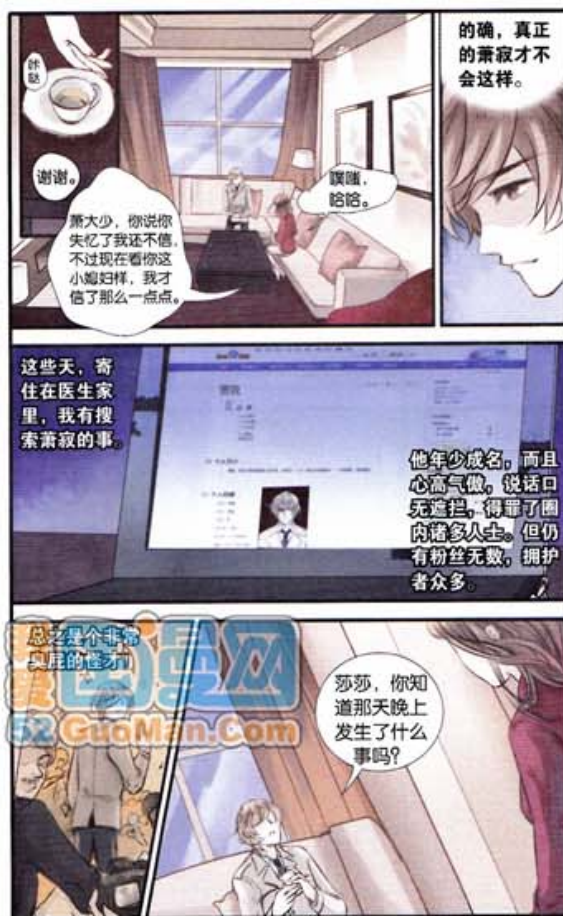 咔
哒
谢谢。
萧大少，你说你
失忆了我还不信，
不过现在看你这
小媳妇样，我才
信了那么一点点。
噗嗤，
哈哈。
的确，真正
的萧寂才不
会这样。
这些天，寄
住在医生家
里，我有搜
索萧寂的事。
他年少成名，而且
心高气傲，说话口
无遮拦，得罪了圈
内诸多人士。但仍
有粉丝无数，拥护
者众多。
总之是个非常
臭屁的怪才！
莎莎，你知
道那天晚上
发生了什么
事吗？
52GuoMan.Com